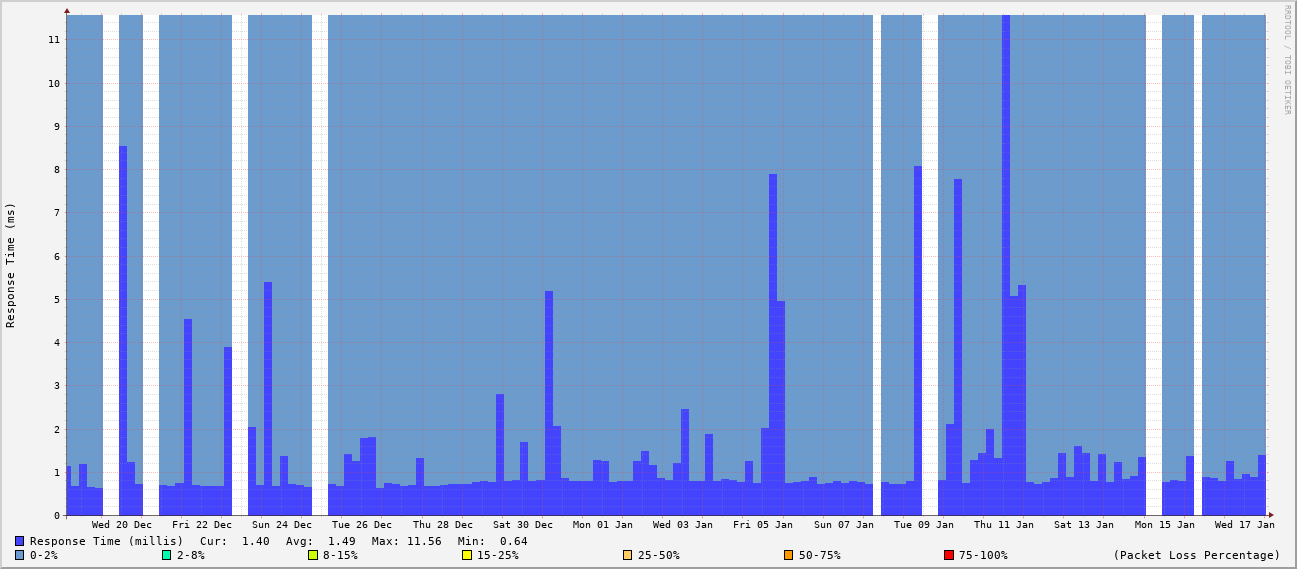 RRDTOOL / TOBI OETIKER
Response Time (ms)
11
10
9
8
7
6
5
4
3
2
1
0
Wed 20 Dec Fri 22 Dec Sun 24 Dec Tue 26 Dec Thu 28 Dec Sat 30 Dec Mon 01 Jan Wed 03 Jan Fri 05 Jan Sun 07 Jan Tue 09 Jan Thu 11 Jan Sat 13 Jan Mon 15 Jan Wed 17 Jan
Response Time (millis) Cur: 1.40 Avg: 1.49 Max: 11.56 Min: 0.64
0-2% 2-8% 8-15% 15-25% 25-50% 50-75% 75-100% (Packet Loss Percentage)